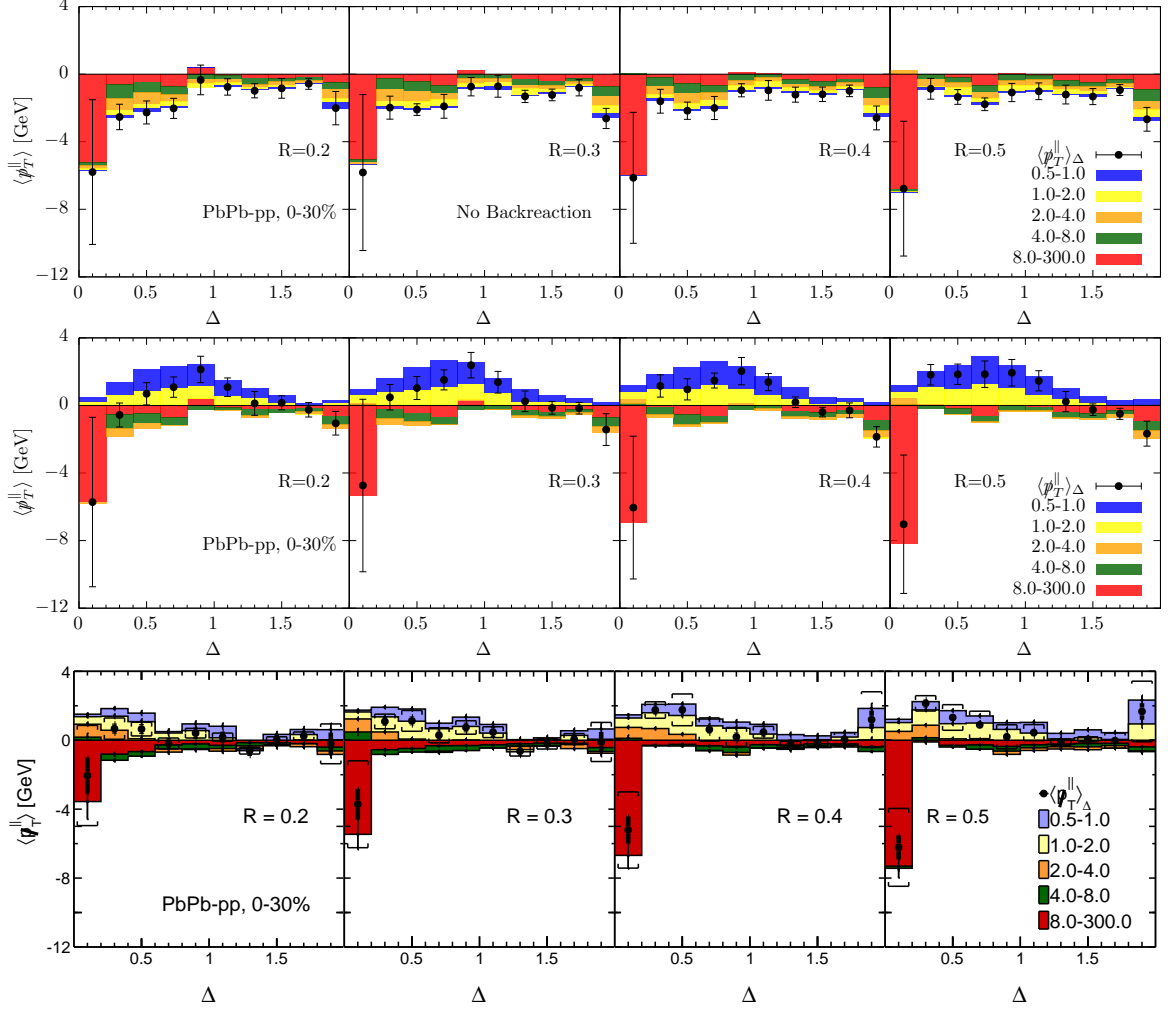 4
0
−4
−8
−12
⟨p̸_T^∥⟩ [GeV]
R=0.2
R=0.3
R=0.4
R=0.5
PbPb-pp, 0-30%
No Backreaction
⟨p̸_T^∥⟩_Δ
0.5-1.0
1.0-2.0
2.0-4.0
4.0-8.0
8.0-300.0
0 0.5 1 1.5 0 0.5 1 1.5 0 0.5 1 1.5 0 0.5 1 1.5
Δ Δ Δ Δ
4
0
−4
−8
−12
⟨p̸_T^∥⟩ [GeV]
R=0.2
R=0.3
R=0.4
R=0.5
PbPb-pp, 0-30%
⟨p̸_T^∥⟩_Δ
0.5-1.0
1.0-2.0
2.0-4.0
4.0-8.0
8.0-300.0
0 0.5 1 1.5 0 0.5 1 1.5 0 0.5 1 1.5 0 0.5 1 1.5
Δ Δ Δ Δ
4
0
-4
-8
-12
⟨p̸_T^∥⟩ [GeV]
R = 0.2
R = 0.3
R = 0.4
R = 0.5
PbPb-pp, 0-30%
⟨p̸_T^∥⟩_Δ
0.5-1.0
1.0-2.0
2.0-4.0
4.0-8.0
8.0-300.0
0.5 1 1.5 0.5 1 1.5 0.5 1 1.5 0.5 1 1.5
Δ Δ Δ Δ